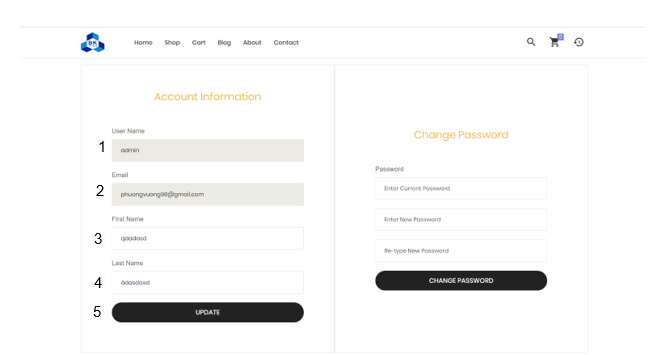 BK
Home Shop Cart Blog About Contact
0
Account Information
User Name
1 admin
Email
2 phuongvuong98@gmail.com
First Name
3 qdadasd
Last Name
4 adasdasd
5 UPDATE
Change Password
Password
Enter Current Password
Enter New Password
Re-type New Password
CHANGE PASSWORD